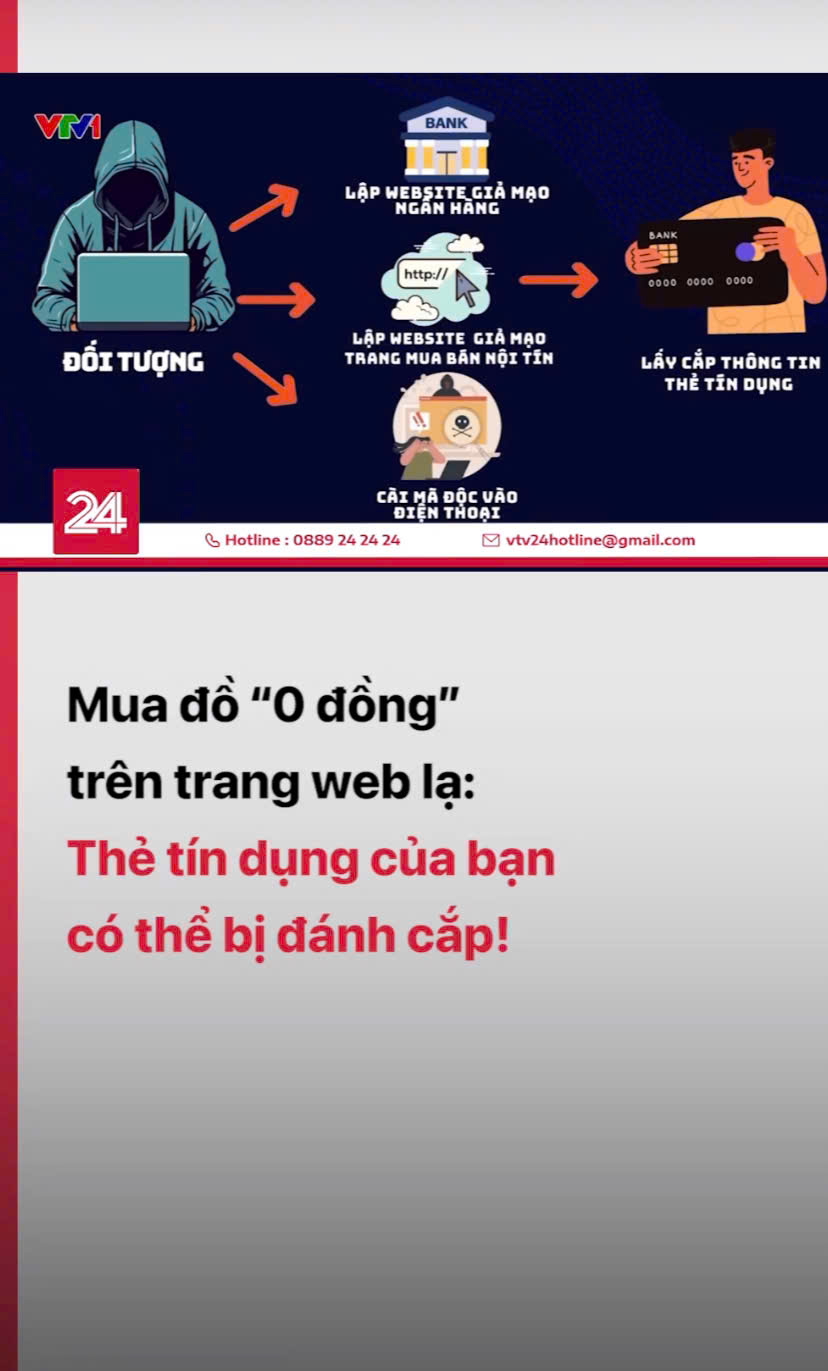 VTV1
BANK
LẬP WEBSITE GIẢ MẠO
NGÂN HÀNG
http://
LẬP WEBSITE GIẢ MẠO
TRANG MUA BÁN NỘI TÍN
CÀI MÃ ĐỘC VÀO
ĐIỆN THOẠI
ĐỐI TƯỢNG
BANK
0000 0000 0000
LẤY CẮP THÔNG TIN
THẺ TÍN DỤNG
24
Hotline : 0889 24 24 24
vtv24hotline@gmail.com
Mua đồ “0 đồng”
trên trang web lạ:
Thẻ tín dụng của bạn
có thể bị đánh cắp!